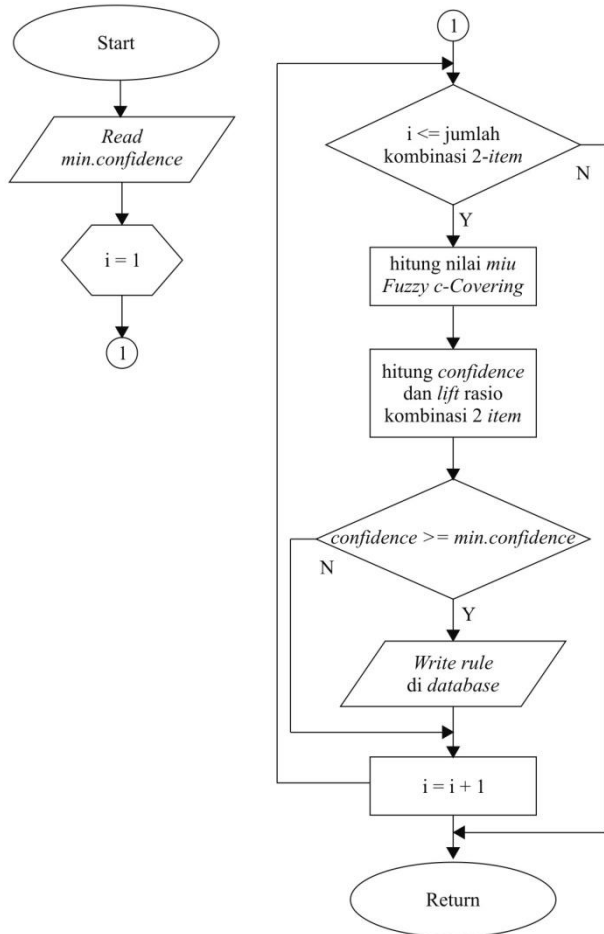 Start
Read
min.confidence
i = 1
1
1
i <= jumlah
kombinasi 2-item
N
Y
hitung nilai miu
Fuzzy c-Covering
hitung confidence
dan lift rasio
kombinasi 2 item
confidence >= min.confidence
N
Y
Write rule
di database
i = i + 1
Return